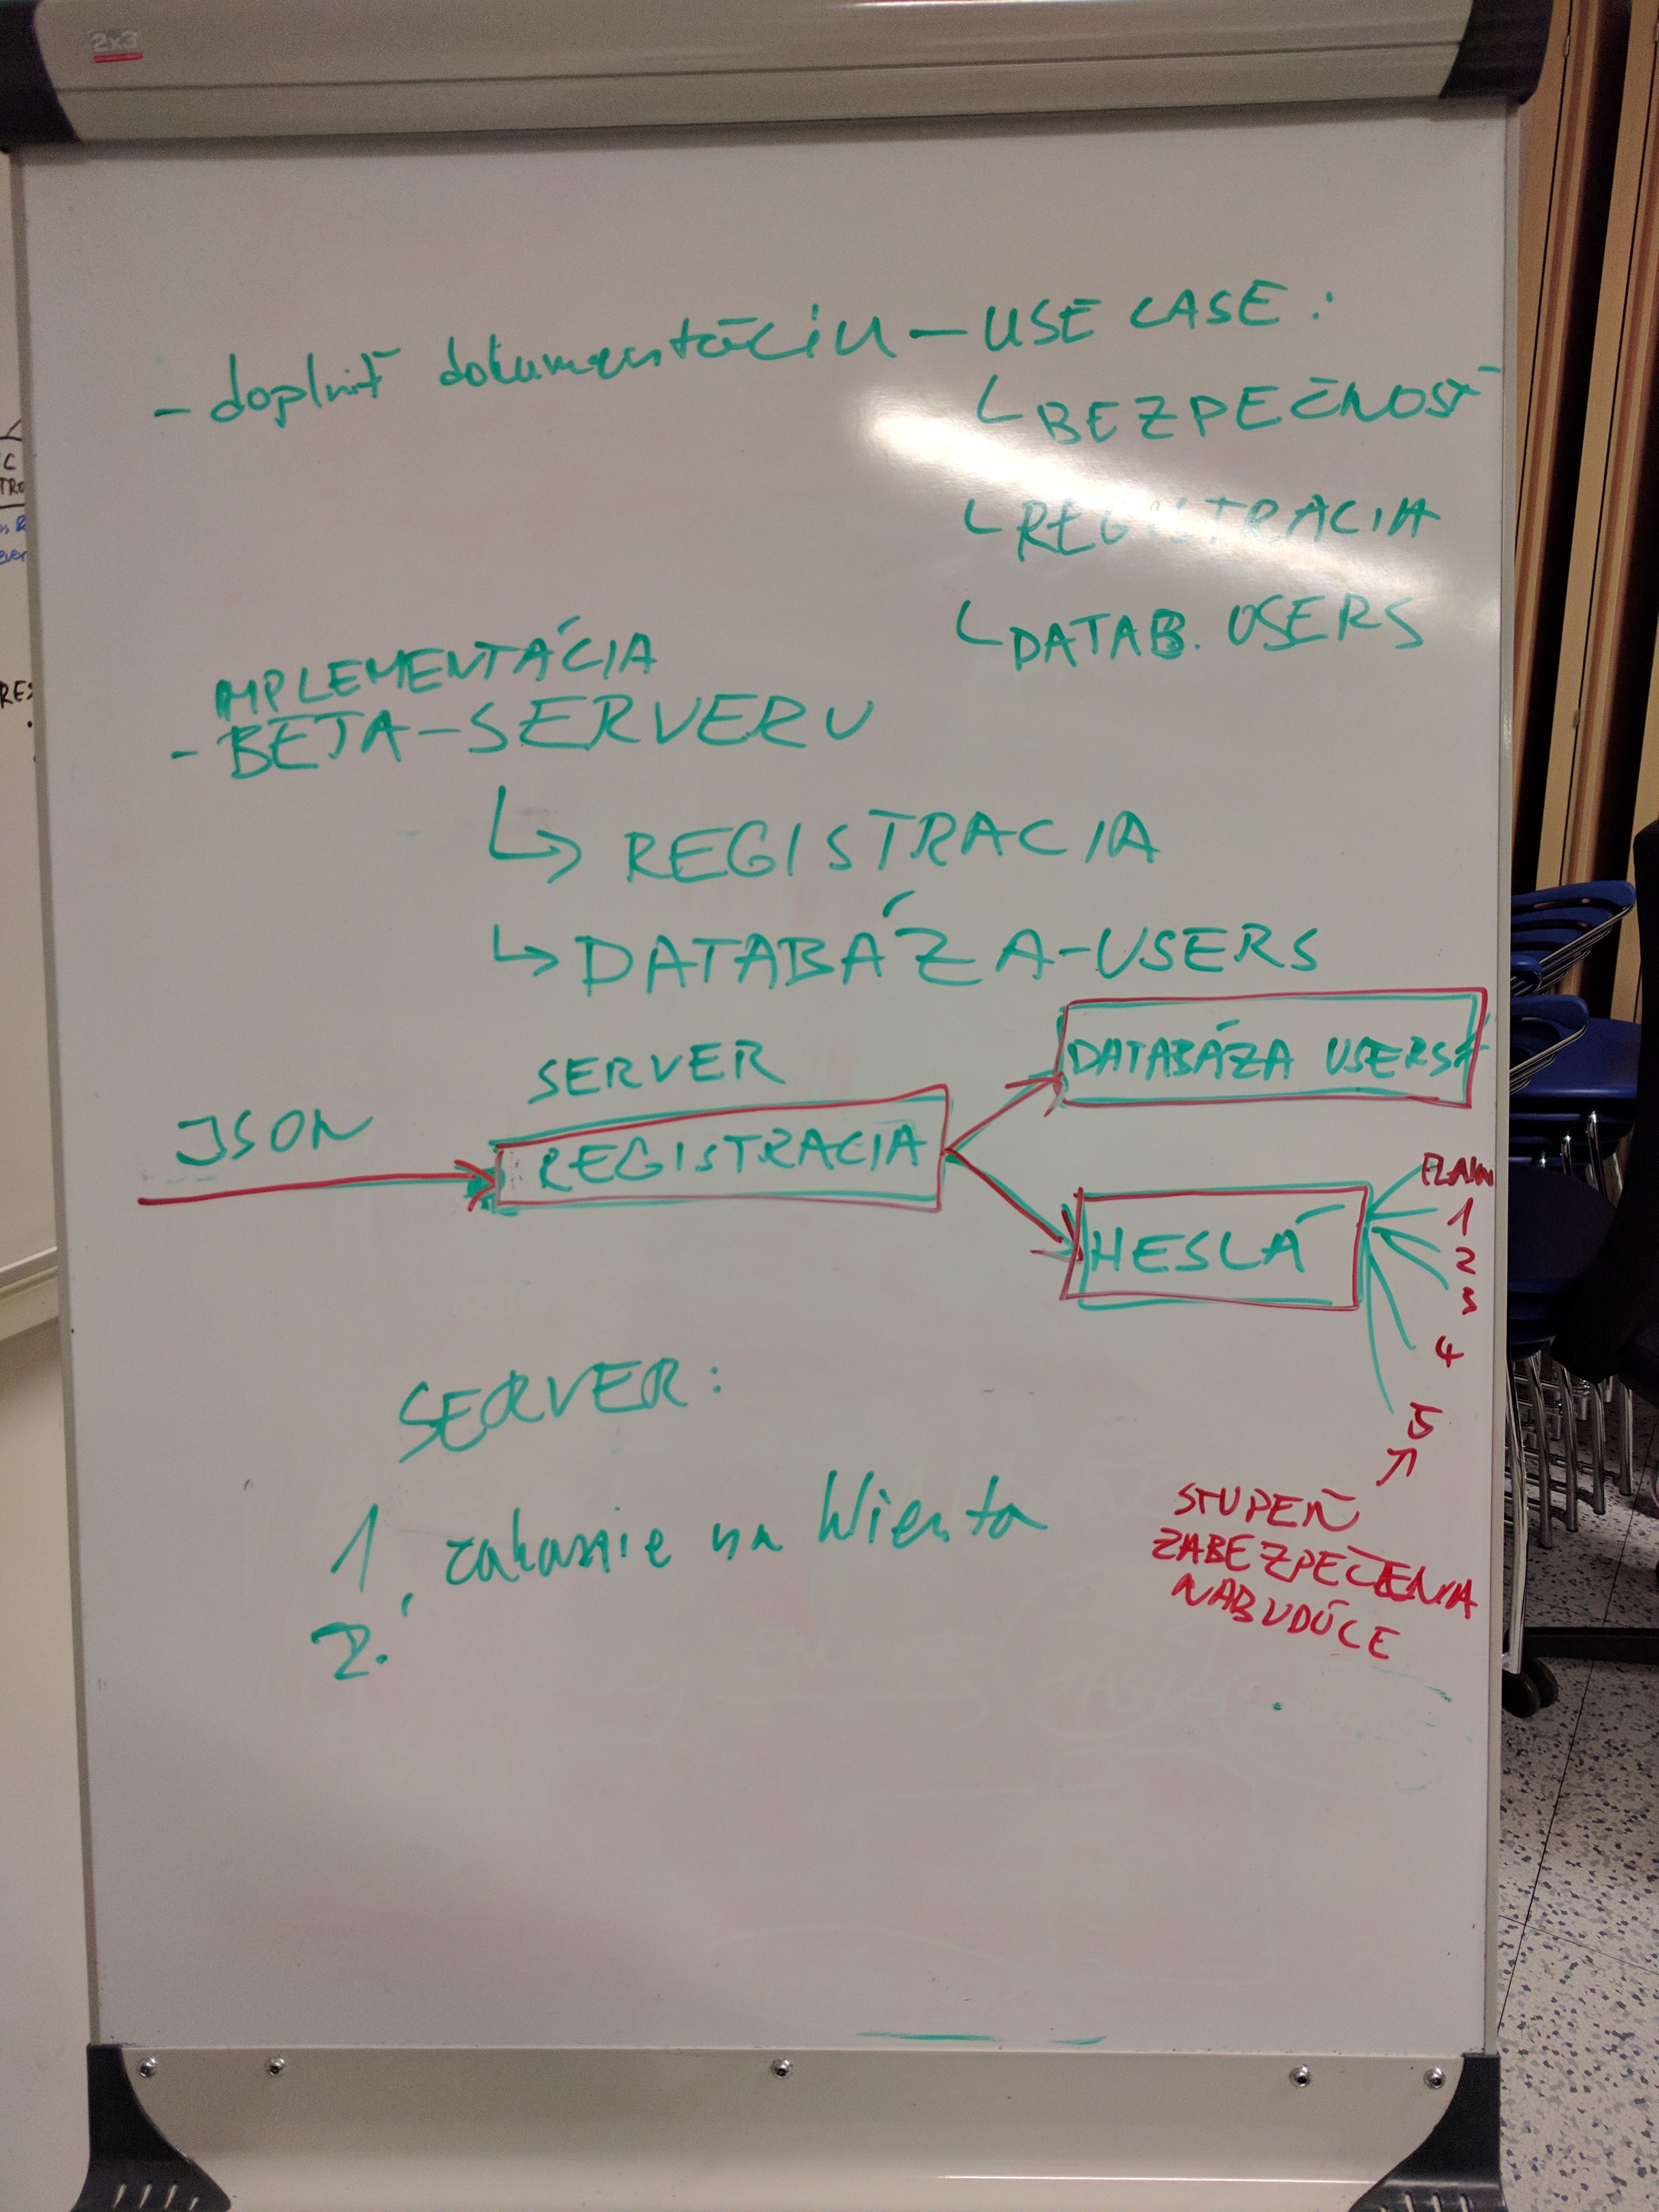 2x3
- doplniť dokumentáciu – USE CASE :
BEZPEČNOSŤ
REGISTRACIA
DATAB. USERS
IMPLEMENTÁCIA
- BETA-SERVERU
REGISTRACIA
DATABÁZA-USERS
SERVER
DATABÁZA USERS
JSON
REGISTRACIA
PLAIN
HESLÁ
1
2
3
4
5
SERVER :
STUPEŇ
ZABEZPEČENIA
NABUDÚCE
1, na klienta
2.